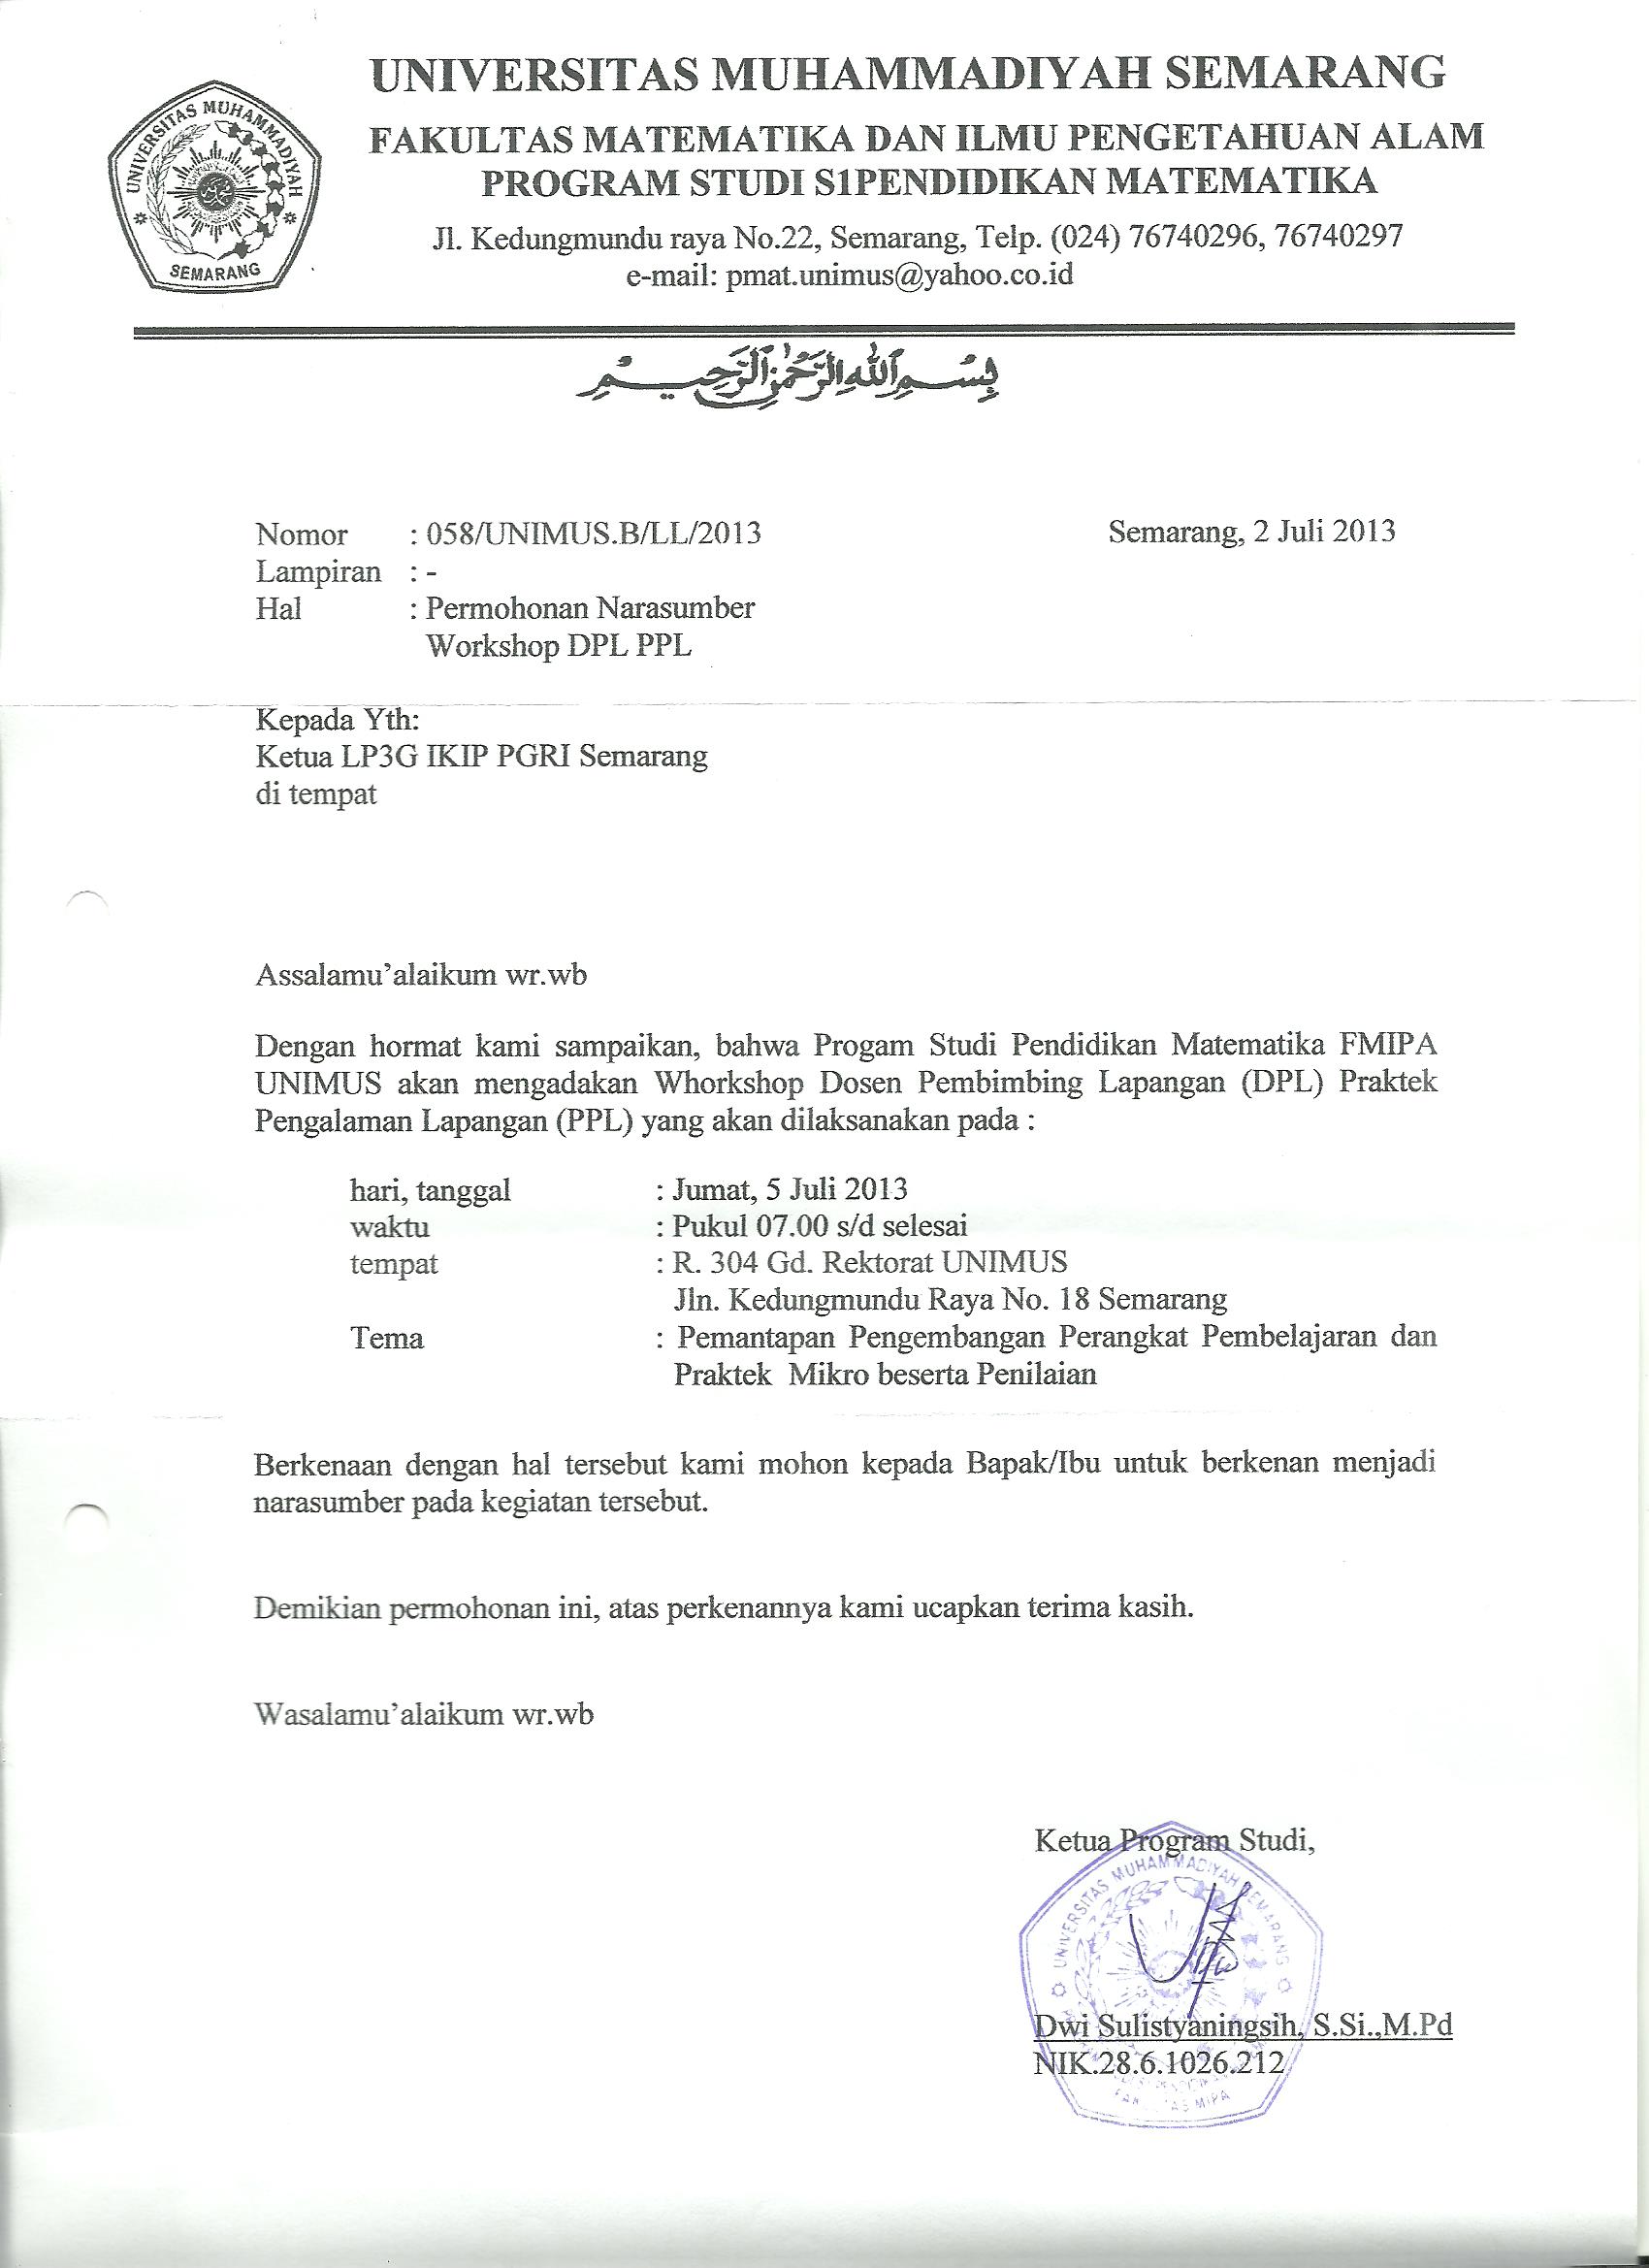 UNIVERSITAS MUHAMMADIYAH SEMARANG
FAKULTAS MATEMATIKA DAN ILMU PENGETAHUAN ALAM
PROGRAM STUDI S1PENDIDIKAN MATEMATIKA
Jl. Kedungmundu raya No.22, Semarang, Telp. (024) 76740296, 76740297
e-mail: pmat.unimus@yahoo.co.id
UNIVERSITAS MUHAMMADIYAH
SEMARANG
بِسْمِ اللهِ الرَّحْمٰنِ الرَّحِيمِ
Nomor : 058/UNIMUS.B/LL/2013 Semarang, 2 Juli 2013
Lampiran : -
Hal : Permohonan Narasumber
Workshop DPL PPL
Kepada Yth:
Ketua LP3G IKIP PGRI Semarang
di tempat
Assalamu’alaikum wr.wb
Dengan hormat kami sampaikan, bahwa Progam Studi Pendidikan Matematika FMIPA
UNIMUS akan mengadakan Whorkshop Dosen Pembimbing Lapangan (DPL) Praktek
Pengalaman Lapangan (PPL) yang akan dilaksanakan pada :
hari, tanggal : Jumat, 5 Juli 2013
waktu : Pukul 07.00 s/d selesai
tempat : R. 304 Gd. Rektorat UNIMUS
Jln. Kedungmundu Raya No. 18 Semarang
Tema : Pemantapan Pengembangan Perangkat Pembelajaran dan
Praktek Mikro beserta Penilaian
Berkenaan dengan hal tersebut kami mohon kepada Bapak/Ibu untuk berkenan menjadi
narasumber pada kegiatan tersebut.
Demikian permohonan ini, atas perkenannya kami ucapkan terima kasih.
Wasalamu’alaikum wr.wb
Ketua Program Studi,
UNIVERSITAS MUHAMMADIYAH SEMARANG
Dwi Sulistyaningsih, S.Si.,M.Pd
NIK.28.6.1026.212
FAKULTAS MIPA